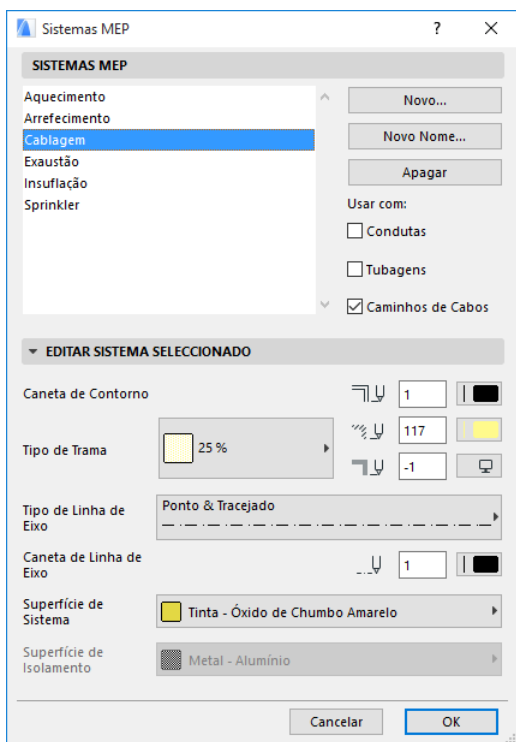 Sistemas MEP
?
SISTEMAS MEP
Aquecimento
Arrefecimento
Cablagem
Exaustão
Insuflação
Sprinkler
Novo...
Novo Nome...
Apagar
Usar com:
Condutas
Tubagens
Caminhos de Cabos
EDITAR SISTEMA SELECCIONADO
Caneta de Contorno
1
Tipo de Trama
25 %
117
-1
Tipo de Linha de
Eixo
Ponto & Tracejado
Caneta de Linha de
Eixo
1
Superfície de
Sistema
Tinta - Óxido de Chumbo Amarelo
Superfície de
Isolamento
Metal - Alumínio
Cancelar
OK